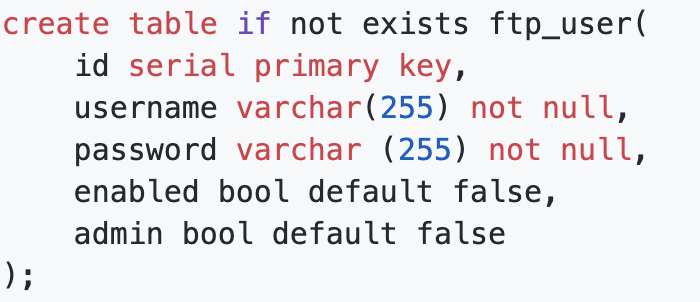 create table if not exists ftp_user(
    id serial primary key,
    username varchar(255) not null,
    password varchar (255) not null,
    enabled bool default false,
    admin bool default false
);